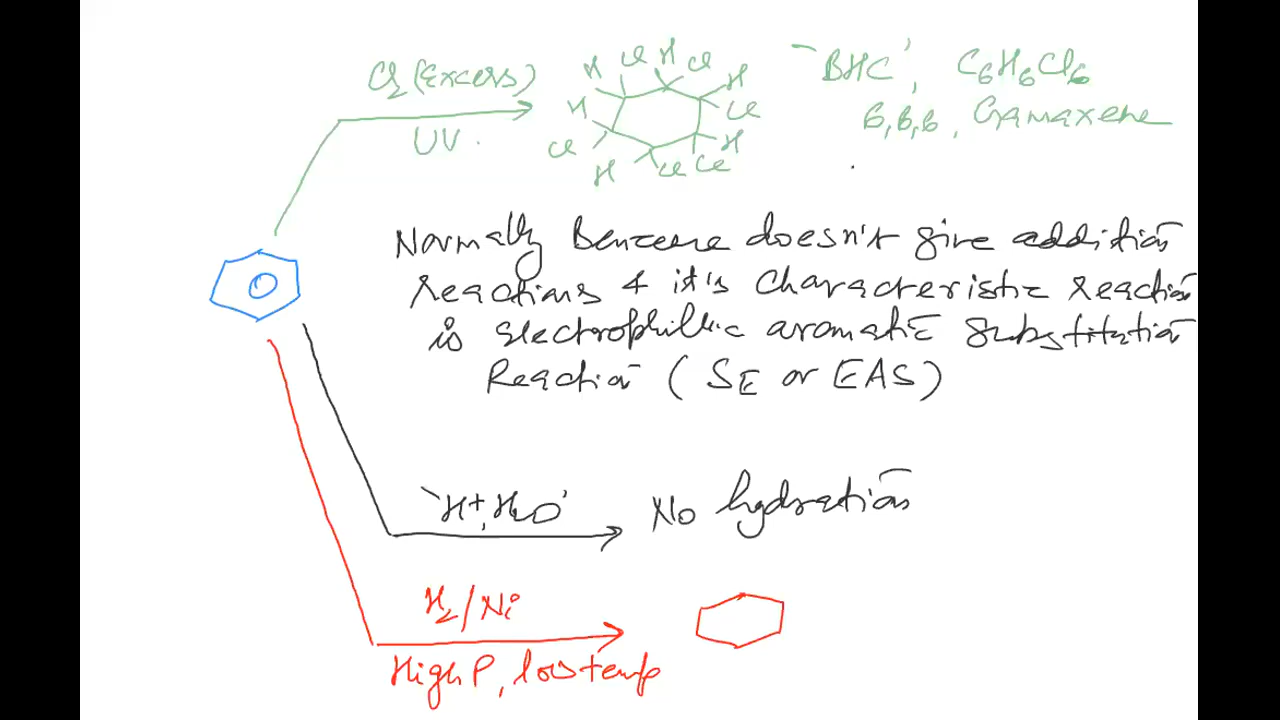 Cl2 (Excess)
UV.
H Cl H Cl H
H Cl
Cl H
H Cl Cl
'BHC', C6H6Cl6
6,6,6, Gamaxene
Normally Benzene doesn't give addition
reactions & it's characteristic reaction
is electrophillic aromatic substitution
Reaction (SE or EAS)
'H+, H2O'
No hydration
H2/Ni
High P, low temp